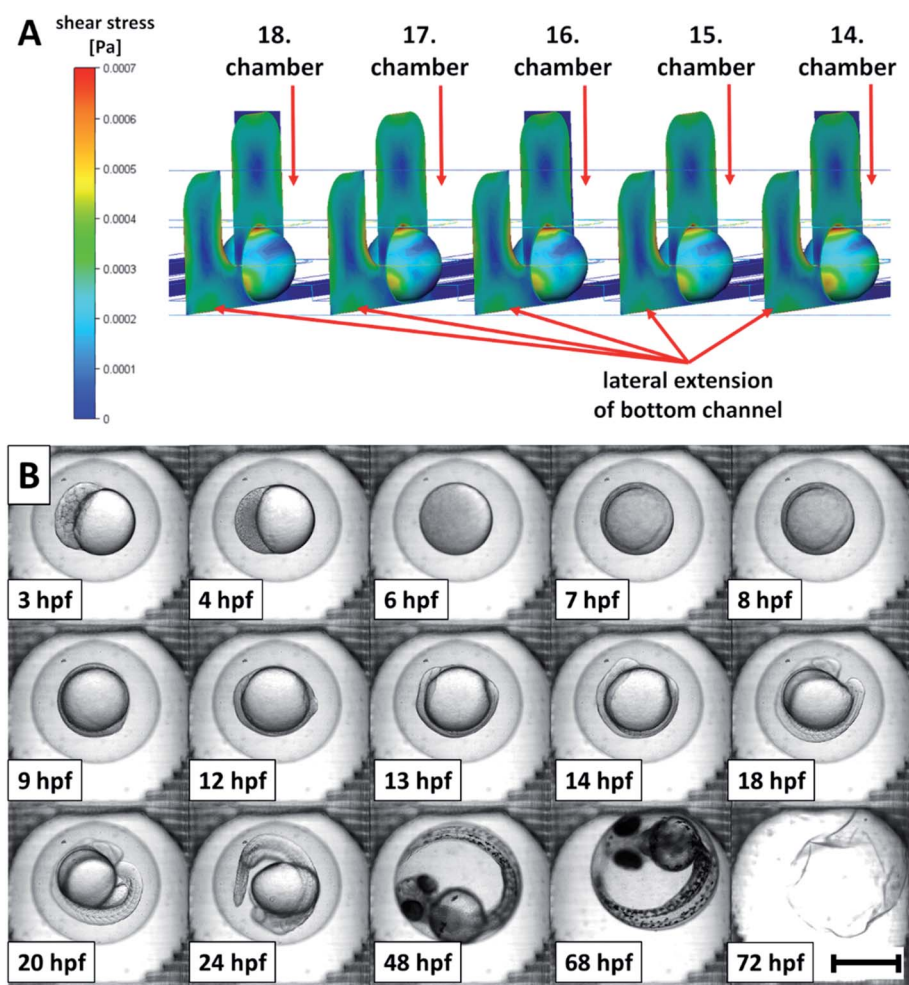 A
shear stress
[Pa]
18.
chamber
17.
chamber
16.
chamber
15.
chamber
14.
chamber
0.0007
0.0006
0.0005
0.0004
0.0003
0.0002
0.0001
0
lateral extension
of bottom channel
B
3 hpf
4 hpf
6 hpf
7 hpf
8 hpf
9 hpf
12 hpf
13 hpf
14 hpf
18 hpf
20 hpf
24 hpf
48 hpf
68 hpf
72 hpf